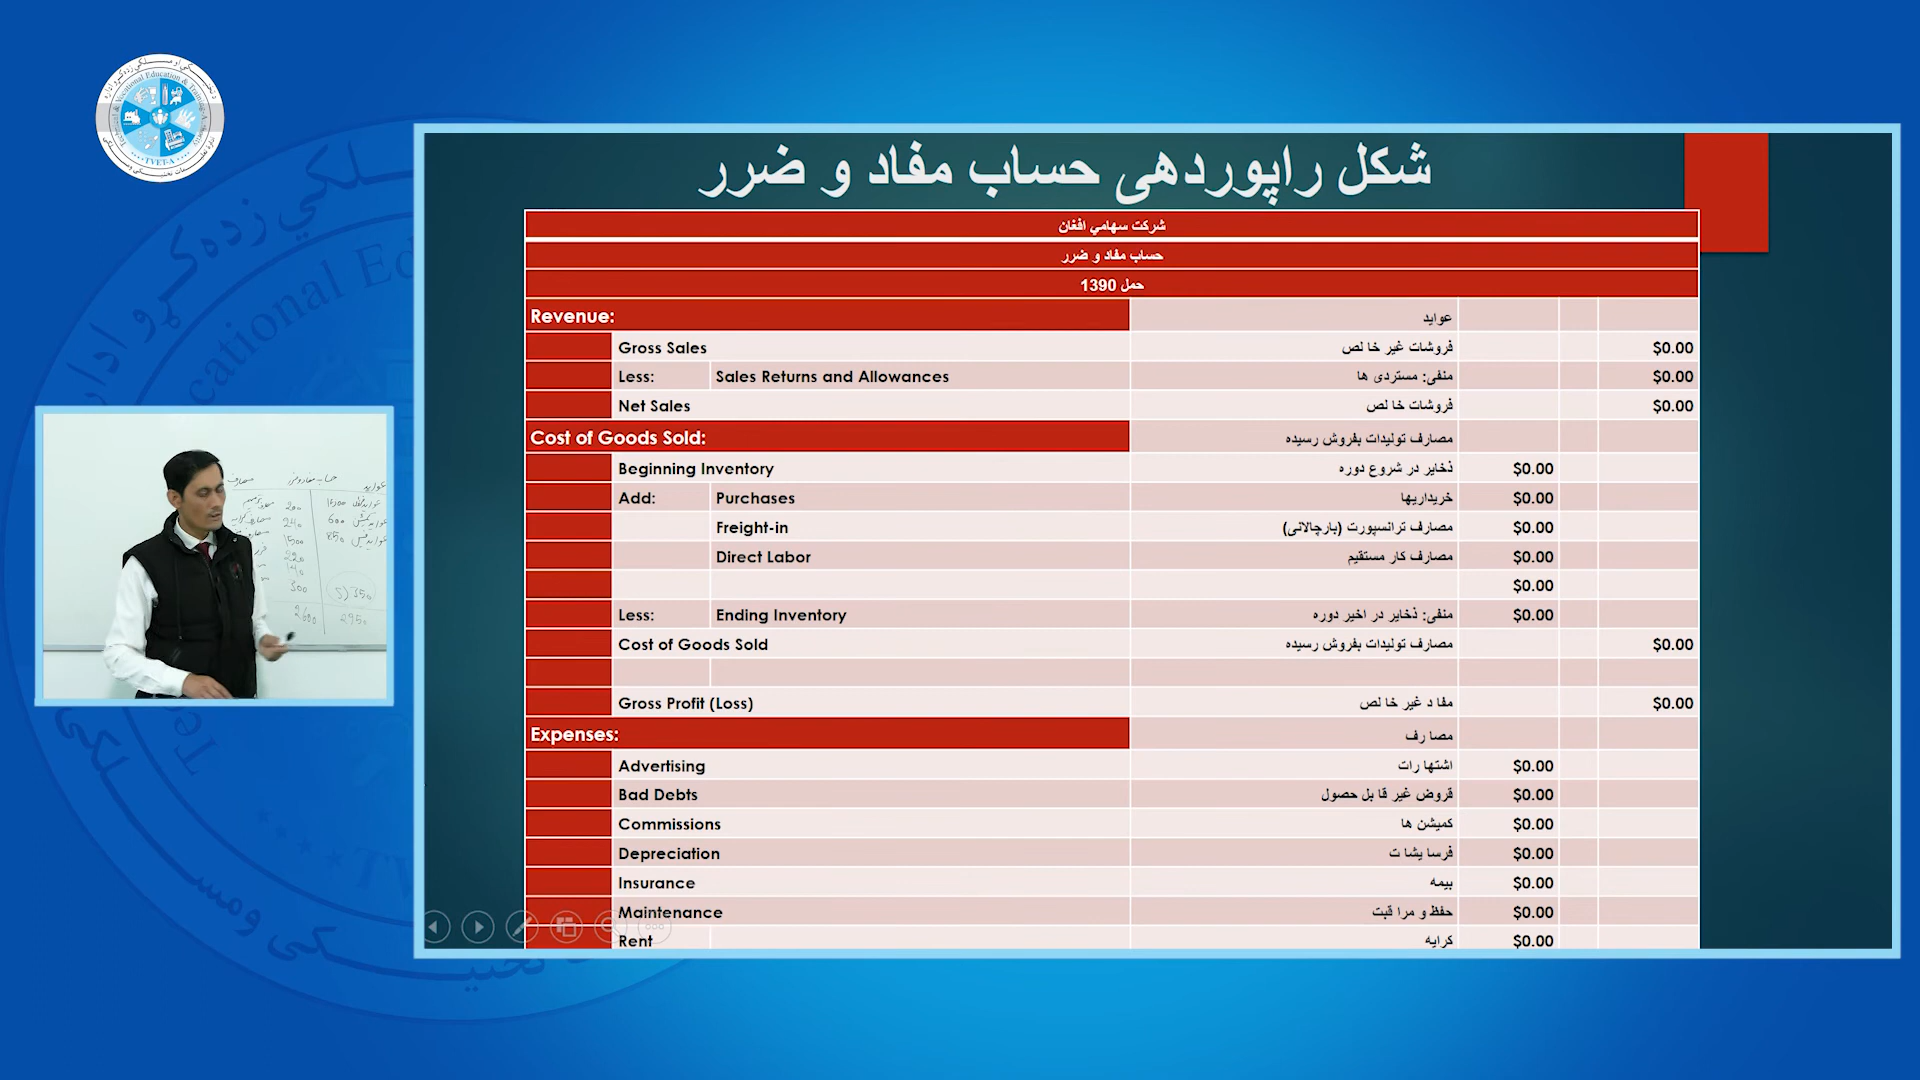 Technical & Vocational Education & Training Authority
TVET-A
شکل راپوردهی حساب مفاد و ضرر
شرکت سهامي افغان
حساب مفاد و ضرر
حمل 1390
Revenue: عواید
Gross Sales فروشات غیر خا لص $0.00
Less: Sales Returns and Allowances منفی: مستردی ها $0.00
Net Sales فروشات خا لص $0.00
Cost of Goods Sold: مصارف تولیدات بفروش رسیده
Beginning Inventory ذخایر در شروع دوره $0.00
Add: Purchases خریداریها $0.00
Freight-in مصارف ترانسپورت (بارچالانی) $0.00
Direct Labor مصارف کار مستقیم $0.00
$0.00
Less: Ending Inventory منفی: ذخایر در اخیر دوره $0.00
Cost of Goods Sold مصارف تولیدات بفروش رسیده $0.00
Gross Profit (Loss) مفا د غیر خا لص $0.00
Expenses: مصا رف
Advertising اشتها رات $0.00
Bad Debts قروض غیر قا بل حصول $0.00
Commissions کمیشن ها $0.00
Depreciation فرسا یشا ت $0.00
Insurance بیمه $0.00
Maintenance حفظ و مرا قبت $0.00
Rent کرایه $0.00